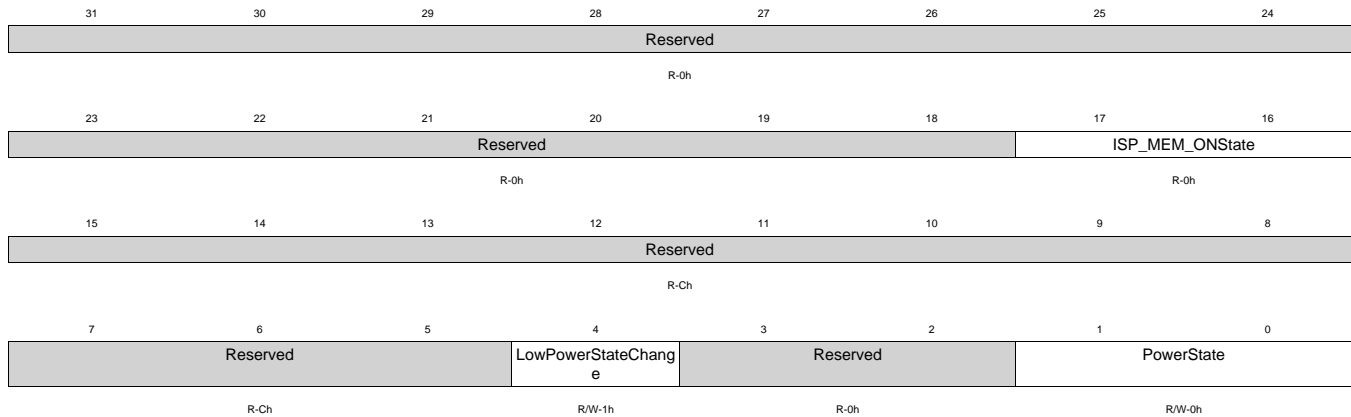 31 30 29 28 27 26 25 24
Reserved
R-0h
23 22 21 20 19 18 17 16
Reserved ISP_MEM_ONState
R-0h R-0h
15 14 13 12 11 10 9 8
Reserved
R-Ch
7 6 5 4 3 2 1 0
Reserved LowPowerStateChang Reserved PowerState
e
R-Ch R/W-1h R-0h R/W-0h